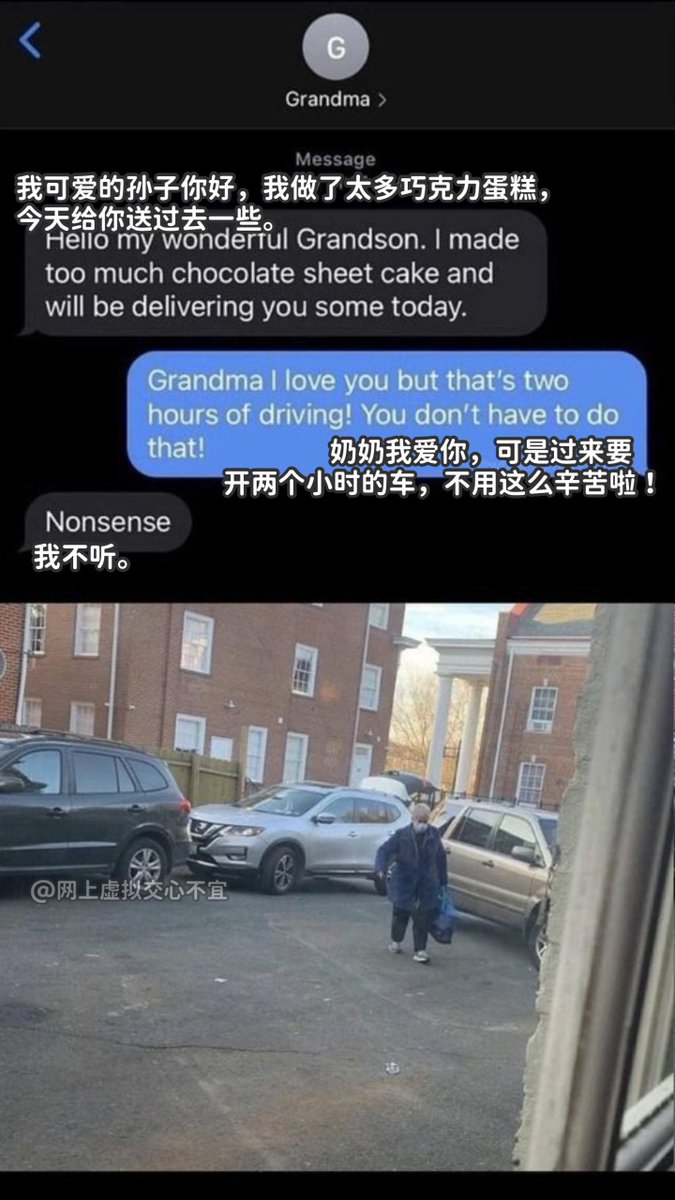 G
Grandma >
Message
我可爱的孙子你好，我做了太多巧克力蛋糕，
今天给你送过去一些。
Hello my wonderful Grandson. I made
too much chocolate sheet cake and
will be delivering you some today.
Grandma I love you but that's two
hours of driving! You don't have to do
that!
奶奶我爱你，可是过来要
开两个小时的车，不用这么辛苦啦！
Nonsense
我不听。
@网上虚拟交心不宜